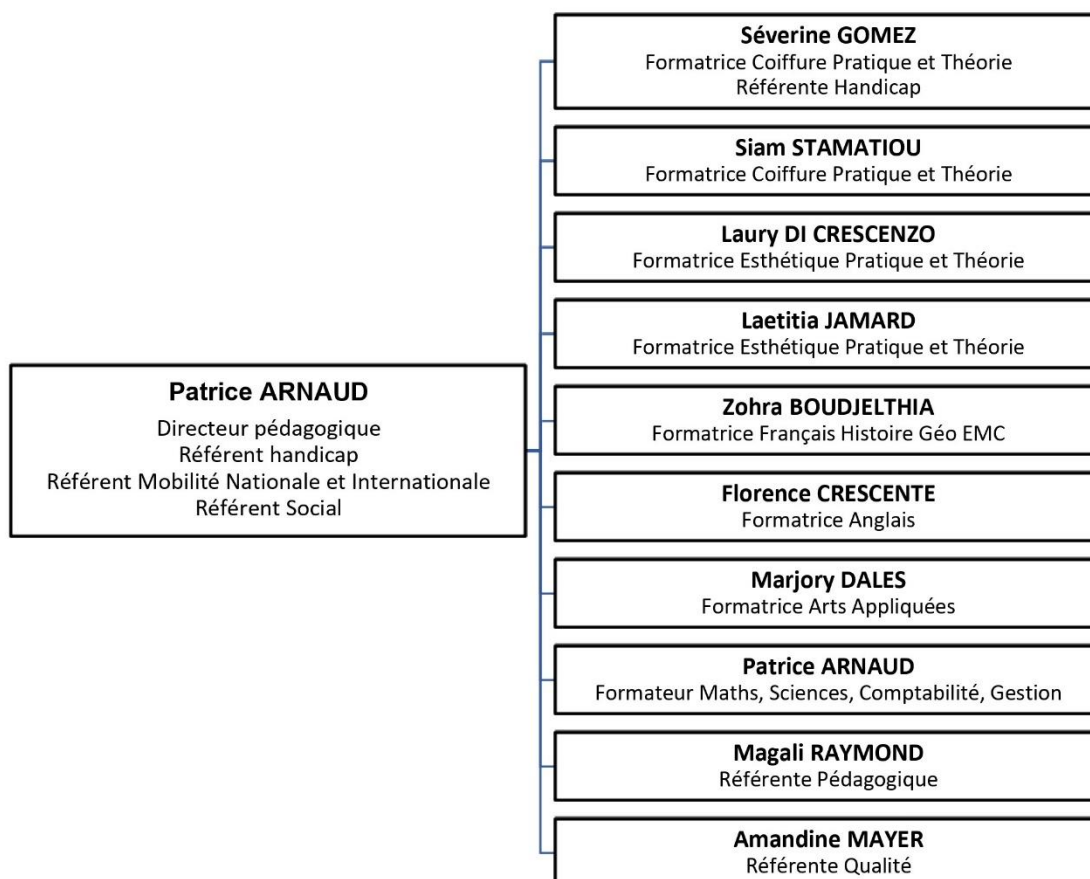 Séverine GOMEZ
Formatrice Coiffure Pratique et Théorie
Référente Handicap
Siam STAMATIOU
Formatrice Coiffure Pratique et Théorie
Laury DI CRESCENZO
Formatrice Esthétique Pratique et Théorie
Laetitia JAMARD
Formatrice Esthétique Pratique et Théorie
Patrice ARNAUD
Directeur pédagogique
Référent handicap
Référent Mobilité Nationale et Internationale
Référent Social
Zohra BOUDJELTHIA
Formatrice Français Histoire Géo EMC
Florence CRESCENTE
Formatrice Anglais
Marjory DALES
Formatrice Arts Appliquées
Patrice ARNAUD
Formateur Maths, Sciences, Comptabilité, Gestion
Magali RAYMOND
Référente Pédagogique
Amandine MAYER
Référente Qualité